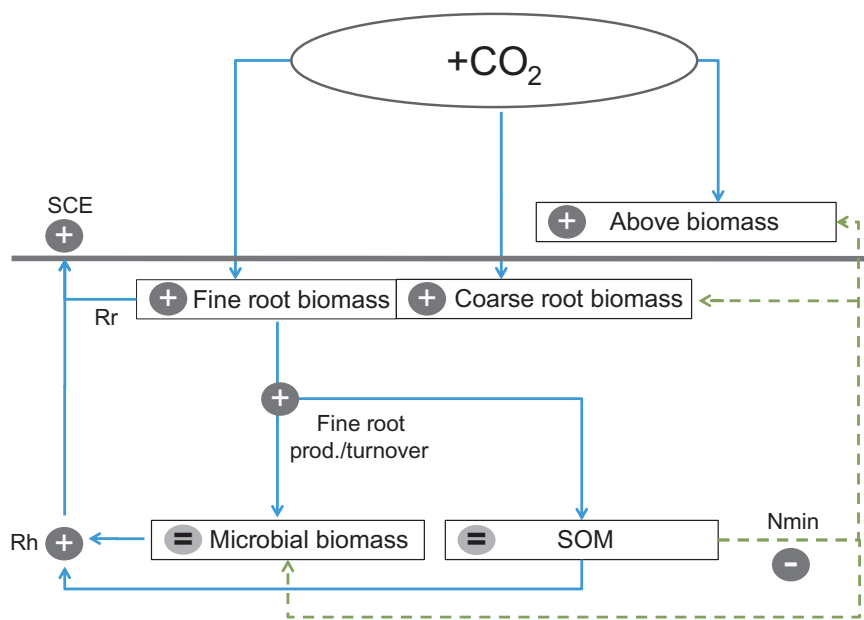 +CO₂
SCE
+
+ Above biomass
+ Fine root biomass
+ Coarse root biomass
Rr
+
Fine root
prod./turnover
Rh
+
= Microbial biomass
= SOM
Nmin
-